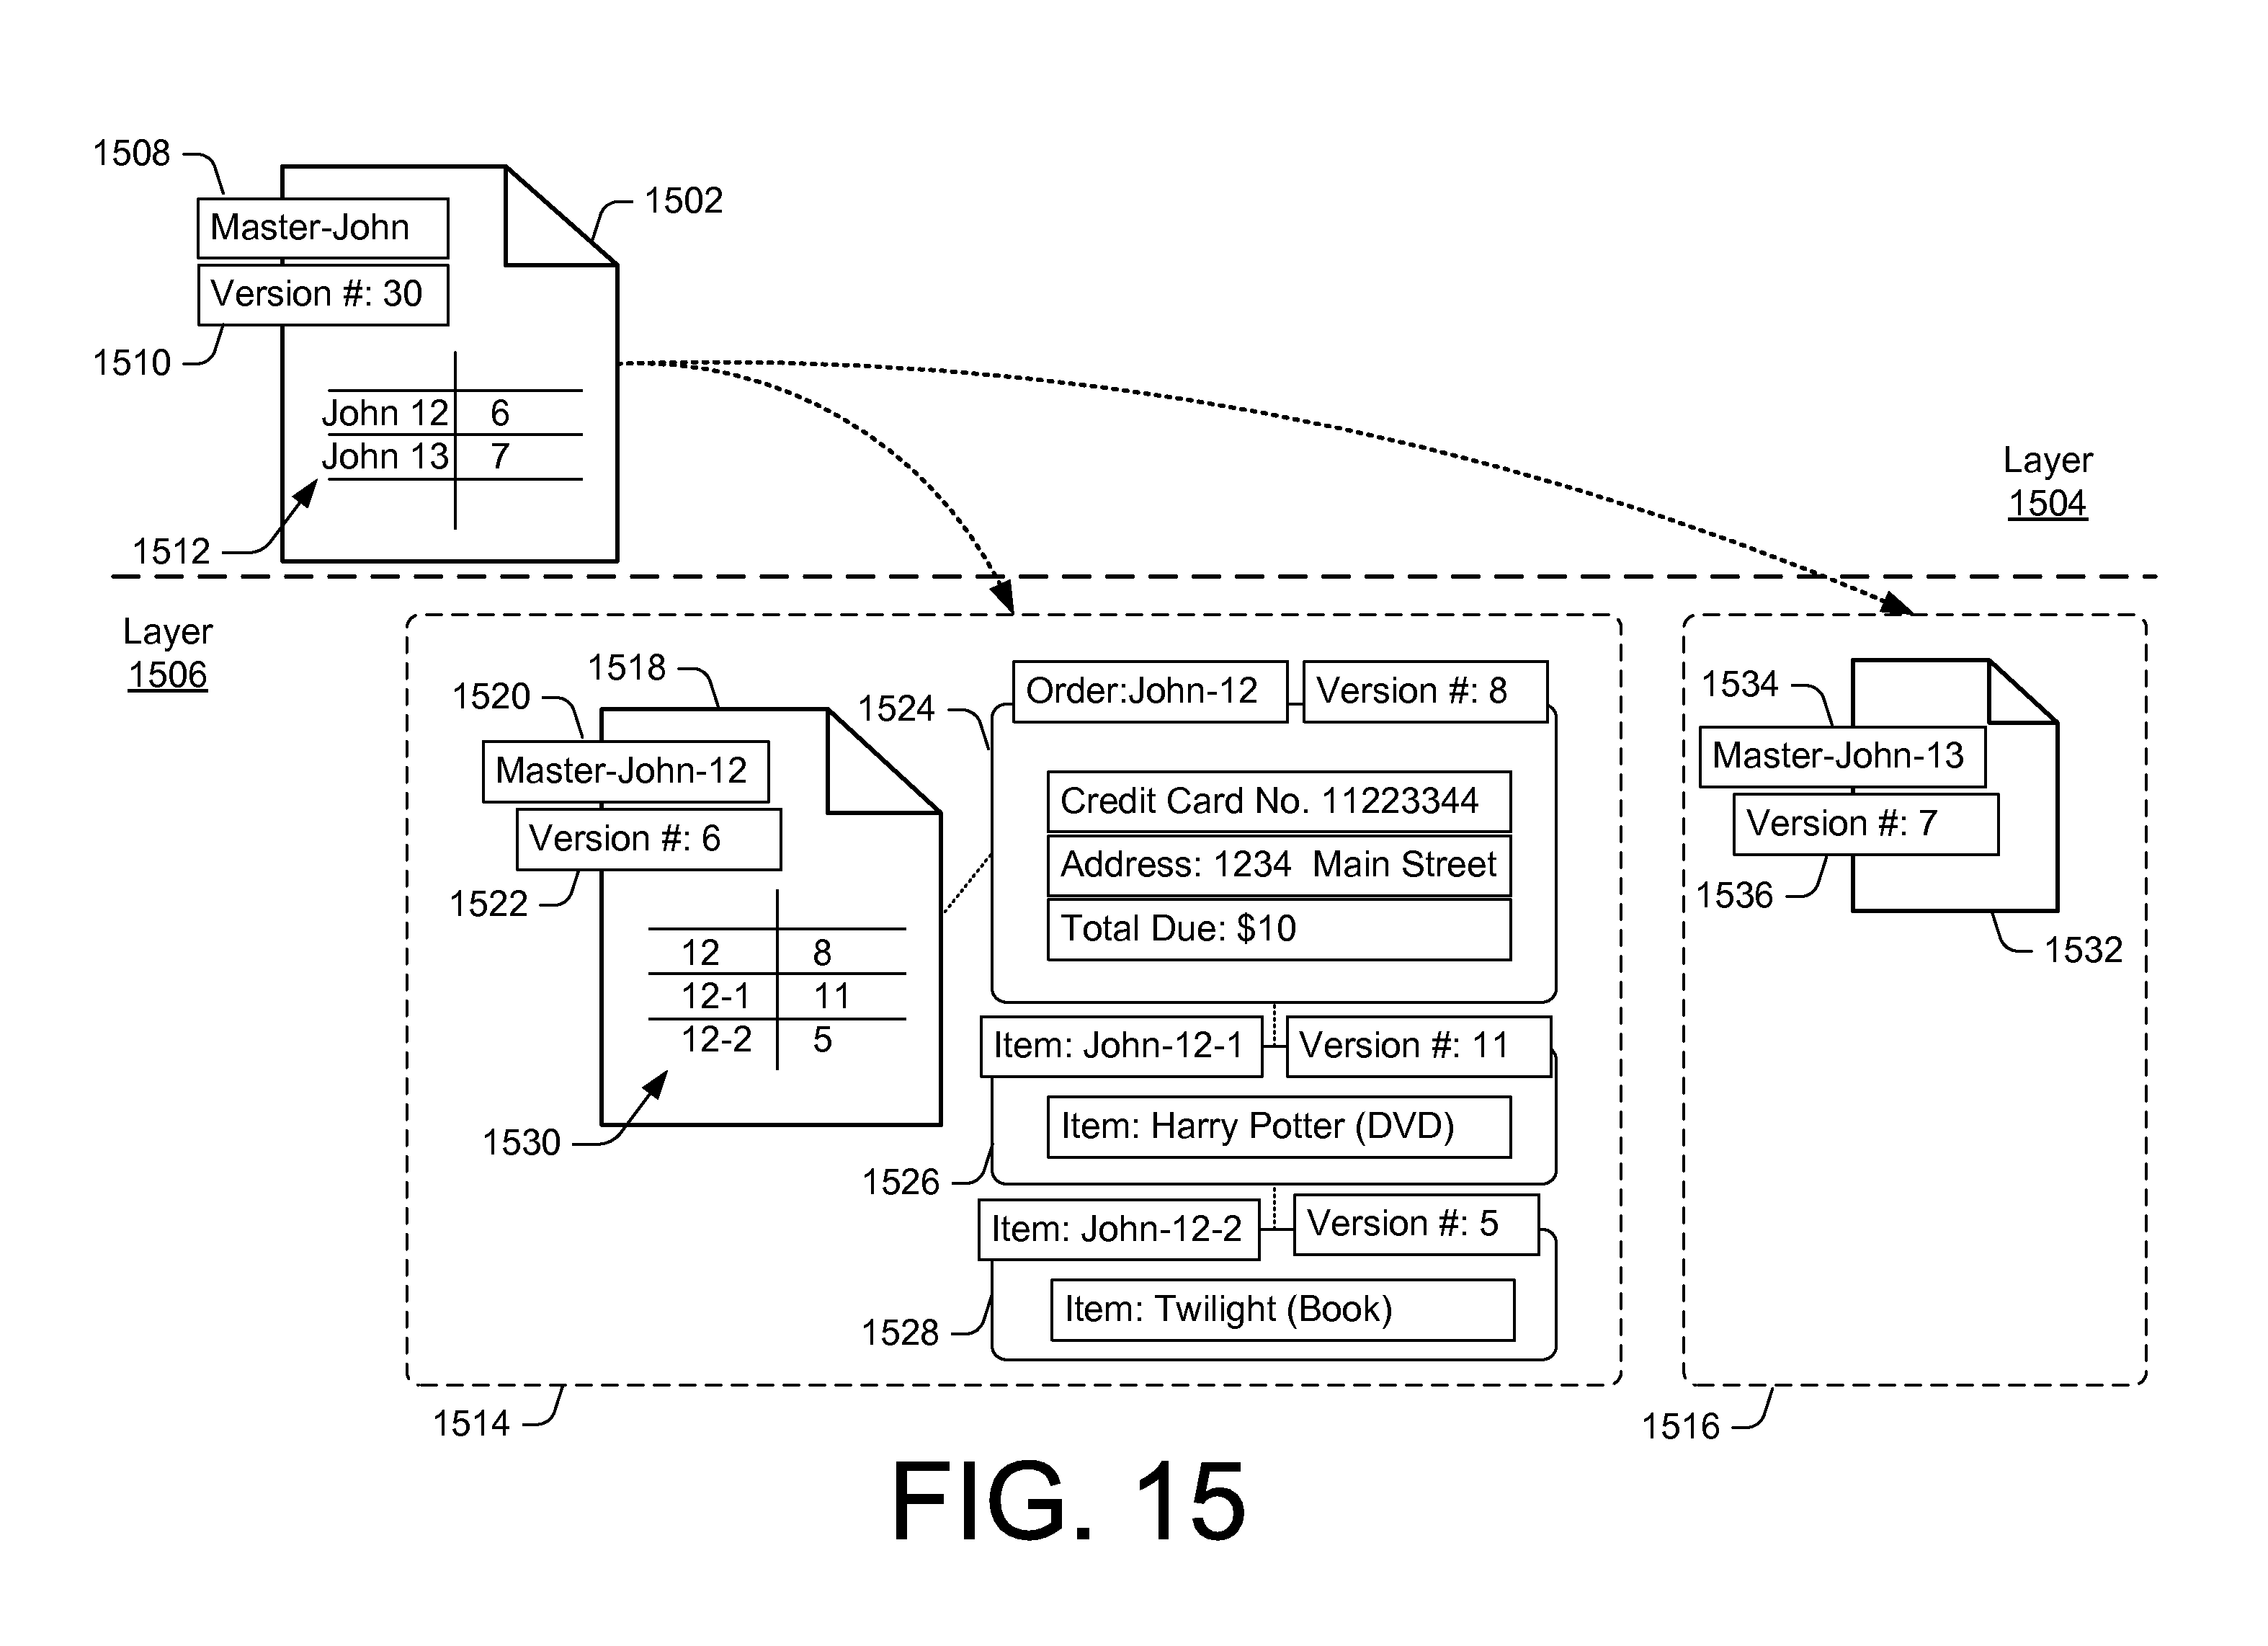 1508
Master-John
1502
Version #: 30
1510
John 12 6
John 13 7
1512
Layer
1504
Layer
1506
1518
1520
Master-John-12
Version #: 6
1522
12 8
12-1 11
12-2 5
1530
1524
Order:John-12 Version #: 8
Credit Card No. 11223344
Address: 1234 Main Street
Total Due: $10
Item: John-12-1 Version #: 11
Item: Harry Potter (DVD)
1526
Item: John-12-2 Version #: 5
Item: Twilight (Book)
1528
1514
1534
Master-John-13
Version #: 7
1536
1532
1516
FIG. 15